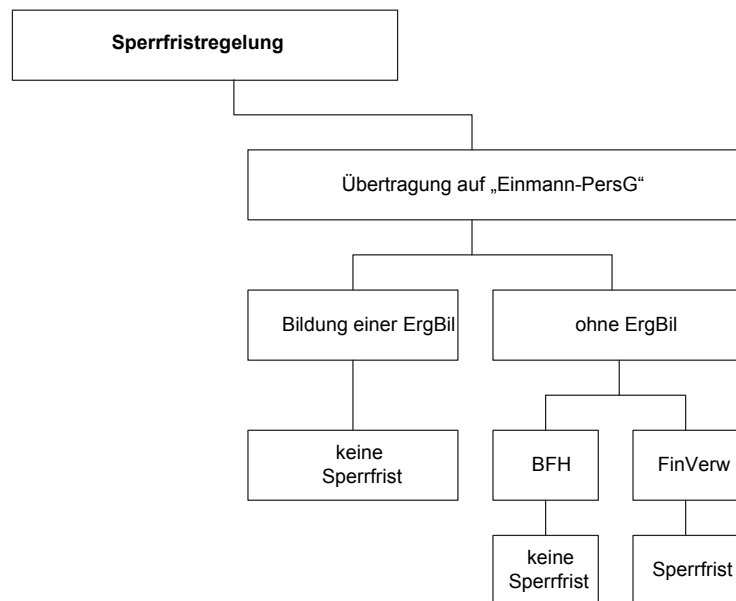 Sperrfristregelung
Übertragung auf „Einmann-PersG“
Bildung einer ErgBil
ohne ErgBil
keine
Sperrfrist
BFH
FinVerw
keine
Sperrfrist
Sperrfrist